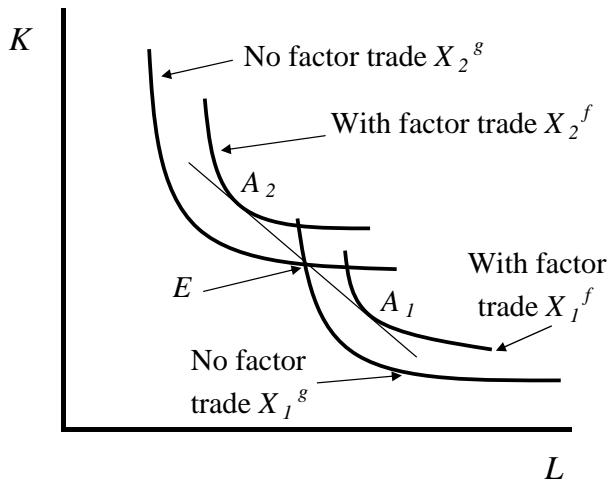 K
No factor trade X₂ᵍ
With factor trade X₂ᶠ
A₂
With factor
trade X₁ᶠ
E
A₁
No factor
trade X₁ᵍ
L